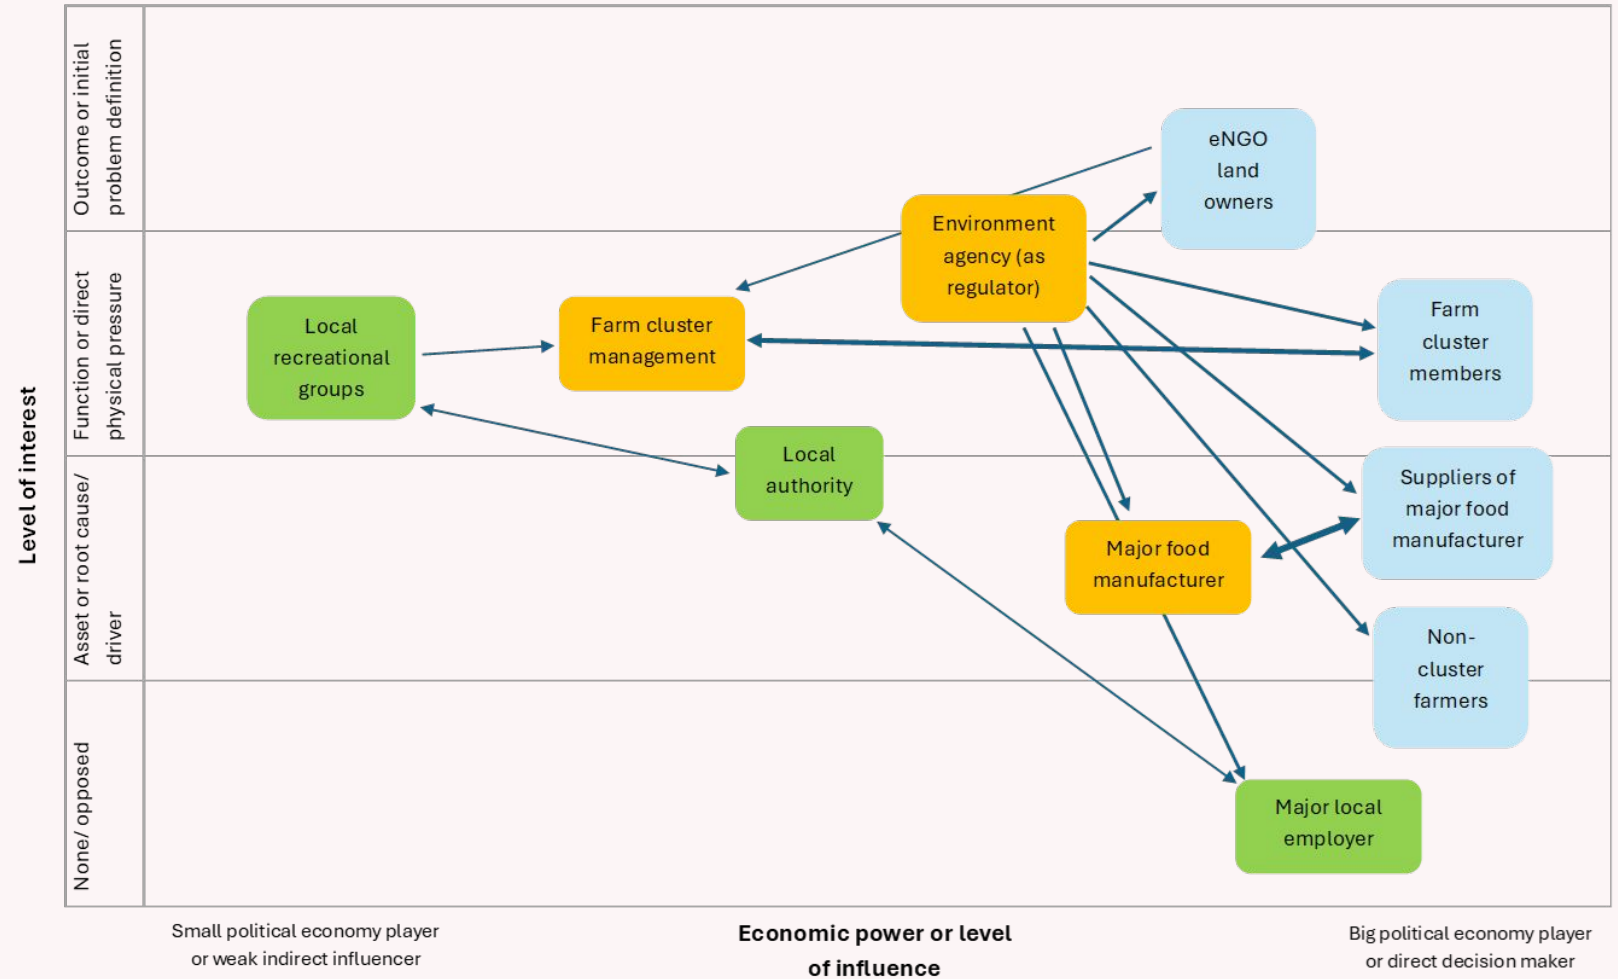 Level of interest
Outcome or initial
problem definition
Function or direct
physical pressure
Asset or root cause/
driver
None/ opposed
eNGO
land
owners
Environment
agency (as
regulator)
Local
recreational
groups
Farm cluster
management
Farm
cluster
members
Local
authority
Suppliers of
major food
manufacturer
Major food
manufacturer
Non-
cluster
farmers
Major local
employer
Small political economy player
or weak indirect influencer
Economic power or level
of influence
Big political economy player
or direct decision maker